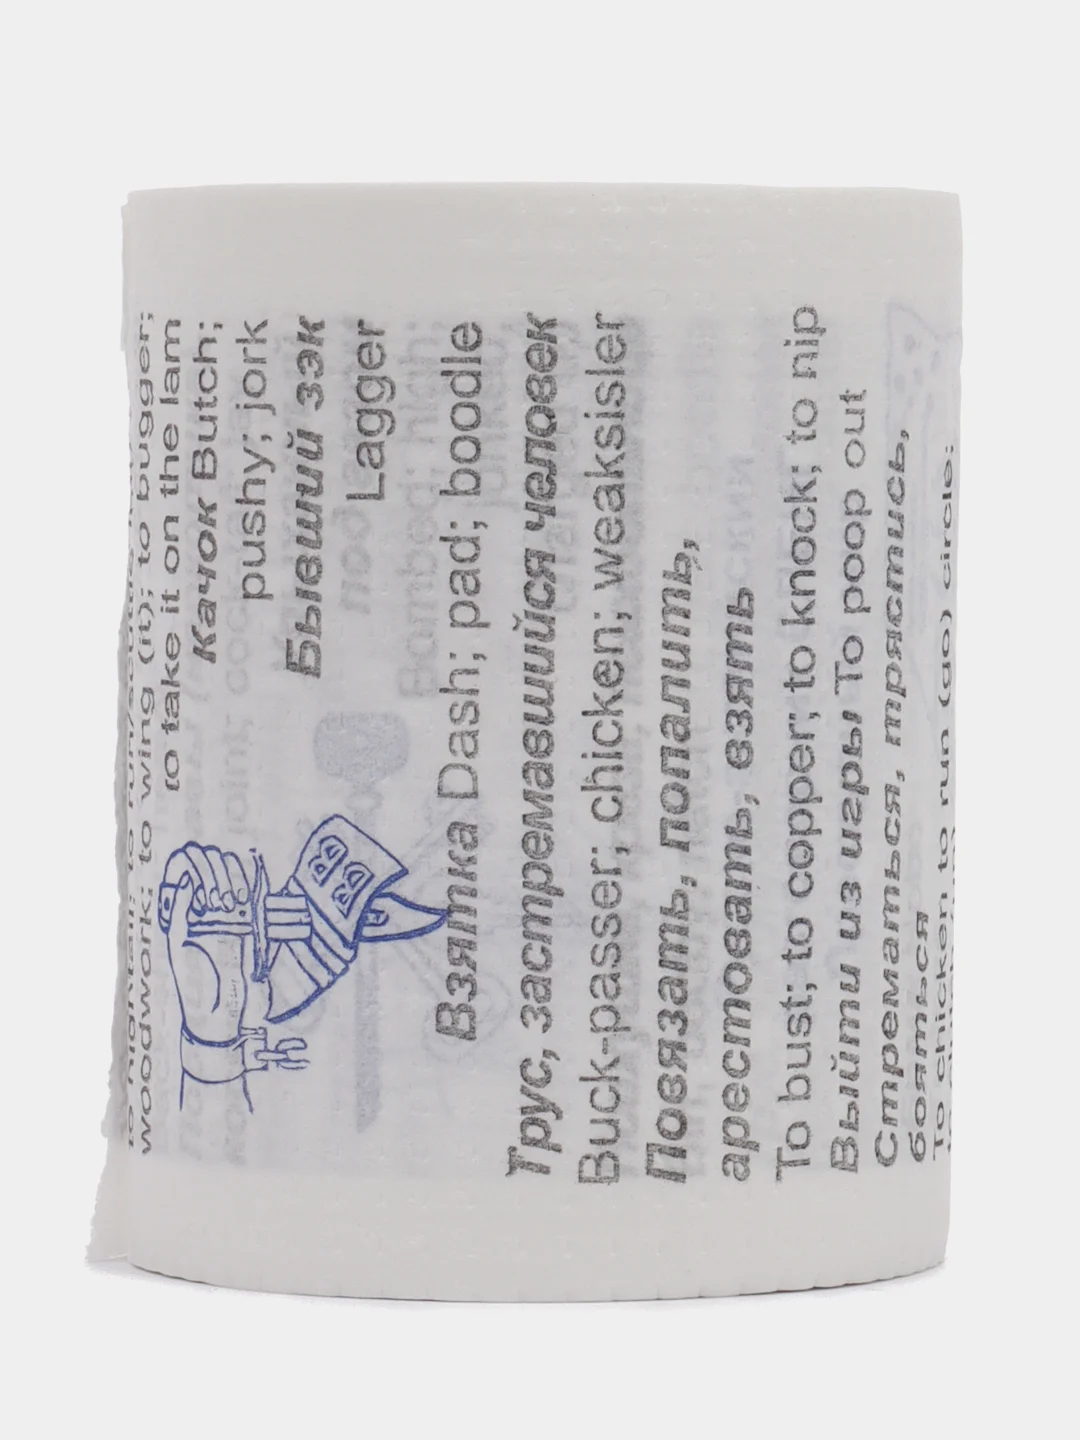 woodwork; to wing (it); to bugger;
to take it on the lam
Качок Butch;
pushy; jork
Бывший зэк
Lagger
Взятка Dash; pad; boodle
Трус, застремавшийся человек
Buck-passer; chicken; weaksisler
Повязать, попалить,
арестовать, взять
To bust; to copper; to knock; to nip
Выйти из игры To poop out
Стрематься, трястись,
бояться
To chicken to run (go) circle;